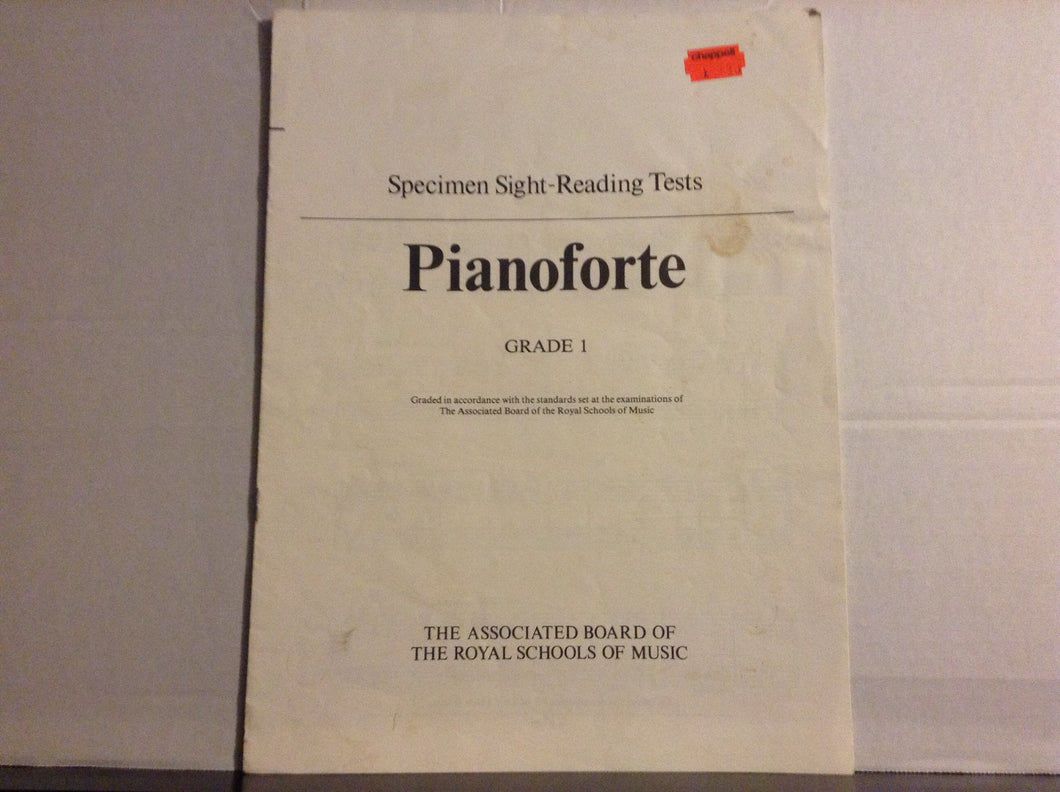 chappell
Specimen Sight-Reading Tests
Pianoforte
GRADE 1
Graded in accordance with the standards set at the examinations of
The Associated Board of the Royal Schools of Music
THE ASSOCIATED BOARD OF
THE ROYAL SCHOOLS OF MUSIC